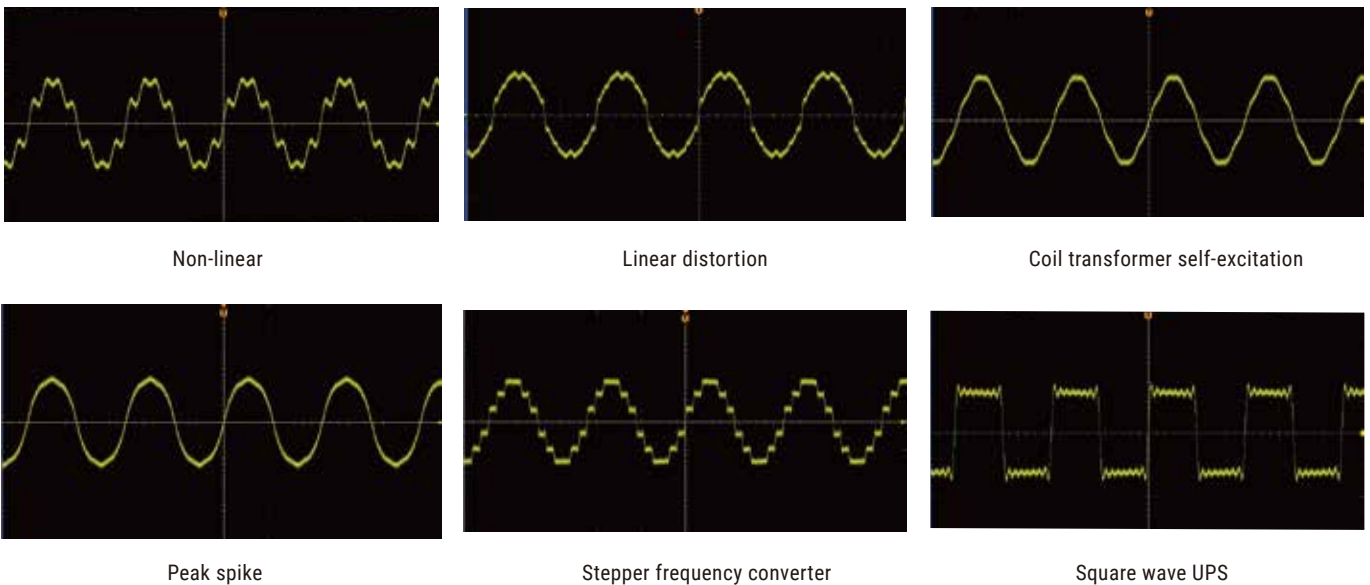 Non-linear
Linear distortion
Coil transformer self-excitation
Peak spike
Stepper frequency converter
Square wave UPS